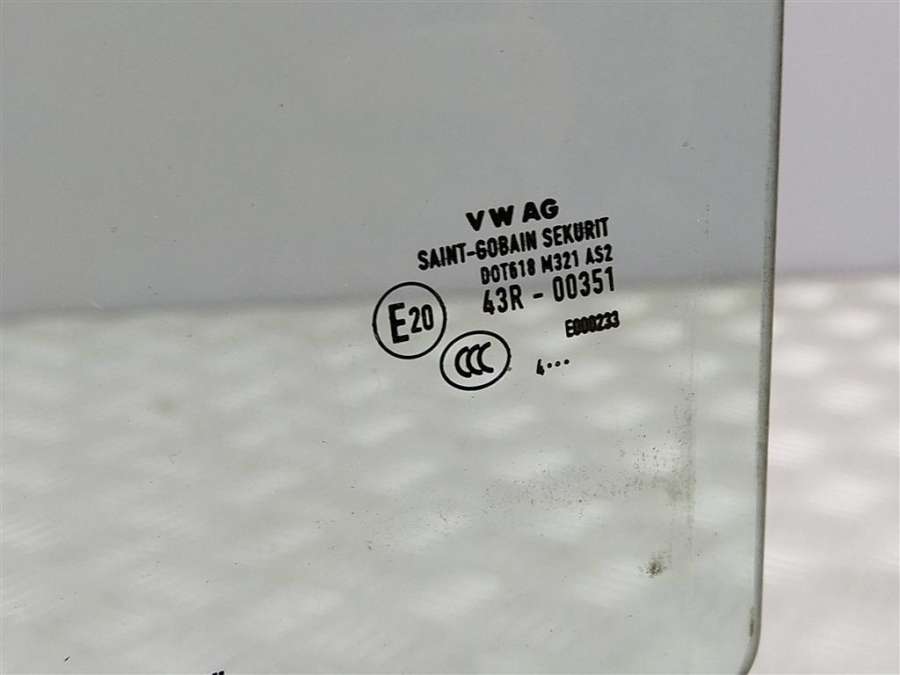 VW AG
SAINT-GOBAIN SEKURIT
DOT618 M321 AS2
43R - 00351
E20
E000233
CCC
4...